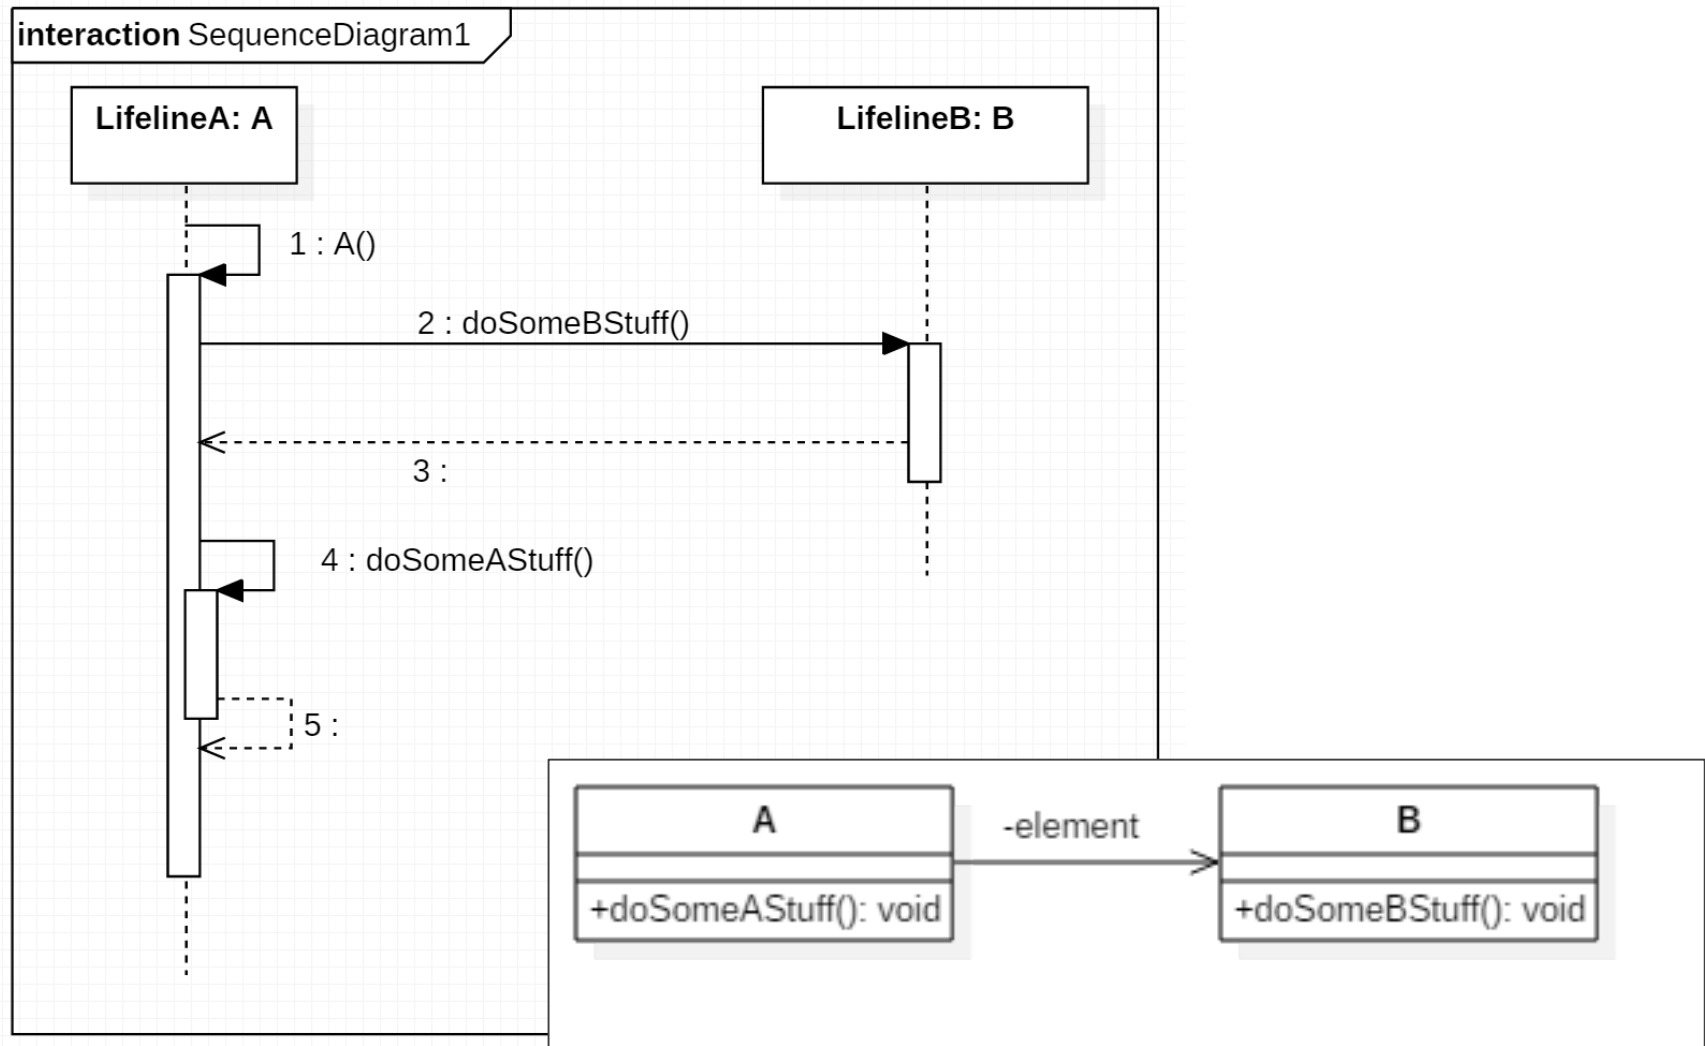 interaction SequenceDiagram1
LifelineA: A
LifelineB: B
1 : A()
2 : doSomeBStuff()
3 :
4 : doSomeAStuff()
5 :
A
-element
B
+doSomeAStuff(): void
+doSomeBStuff(): void